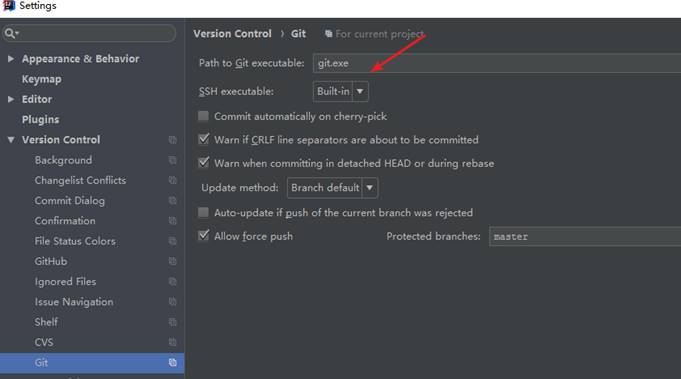 Settings
Version Control › Git For current project
Appearance & Behavior
Keymap
Editor
Plugins
Version Control
Background
Changelist Conflicts
Commit Dialog
Confirmation
File Status Colors
GitHub
Ignored Files
Issue Navigation
Shelf
CVS
Git
Path to Git executable: git.exe
SSH executable: Built-in
Commit automatically on cherry-pick
Warn if CRLF line separators are about to be committed
Warn when committing in detached HEAD or during rebase
Update method: Branch default
Auto-update if push of the current branch was rejected
Allow force push Protected branches: master